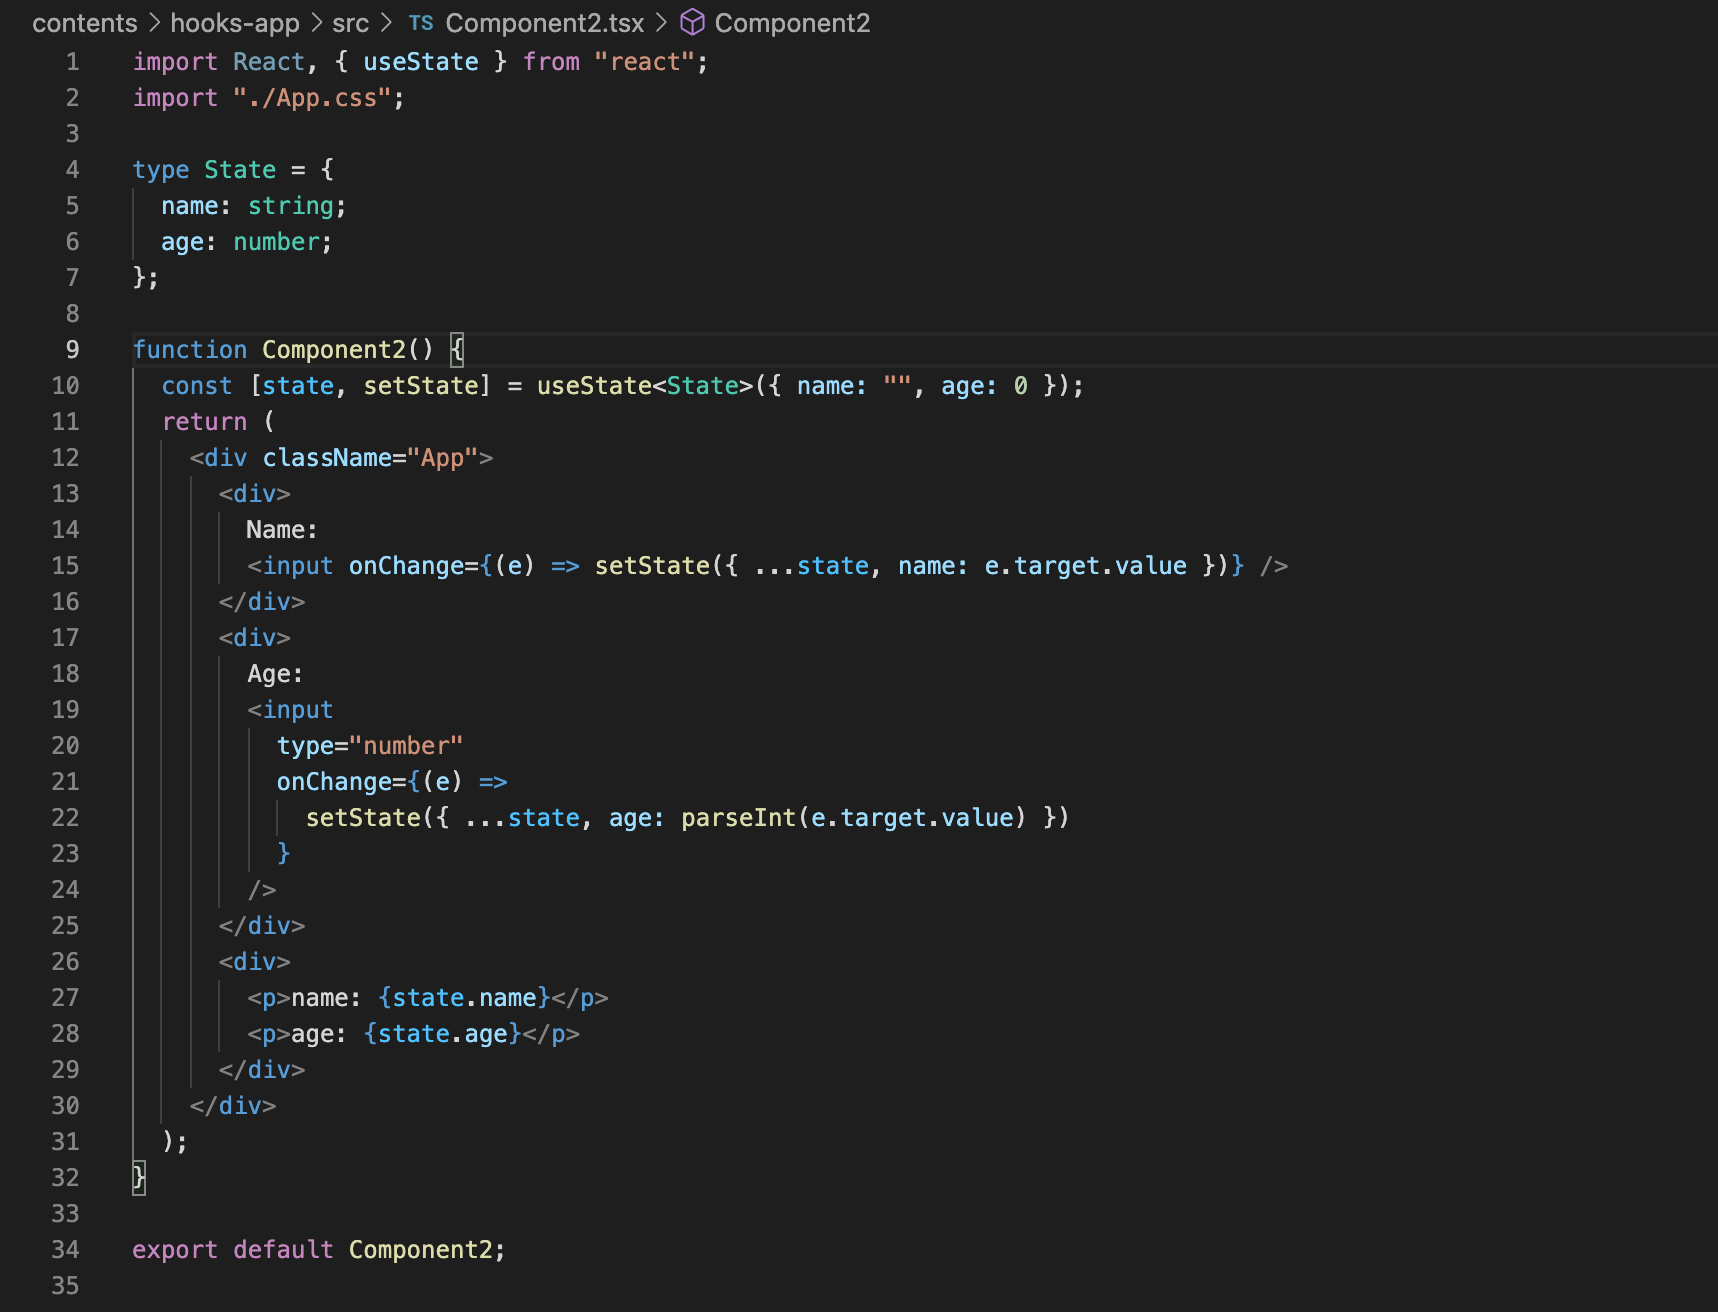 contents > hooks-app > src > TS Component2.tsx > Component2
1 import React, { useState } from "react";
2 import "./App.css";
3
4 type State = {
5   name: string;
6   age: number;
7 };
8
9 function Component2() {
10   const [state, setState] = useState<State>({ name: "", age: 0 });
11   return (
12     <div className="App">
13       <div>
14         Name:
15         <input onChange={(e) => setState({ ...state, name: e.target.value })} />
16       </div>
17       <div>
18         Age:
19         <input
20           type="number"
21           onChange={(e) =>
22             setState({ ...state, age: parseInt(e.target.value) })
23           }
24         />
25       </div>
26       <div>
27         <p>name: {state.name}</p>
28         <p>age: {state.age}</p>
29       </div>
30     </div>
31   );
32 }
33
34 export default Component2;
35